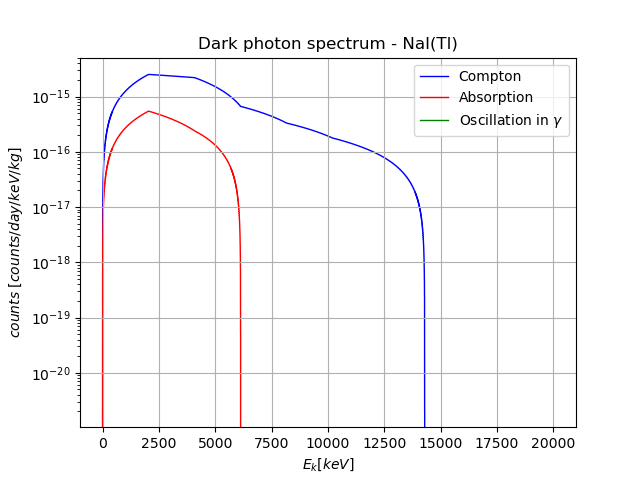 Dark photon spectrum - NaI(Tl)
Compton
Absorption
Oscillation in γ
counts [counts/day/keV/kg]
10⁻¹⁵
10⁻¹⁶
10⁻¹⁷
10⁻¹⁸
10⁻¹⁹
10⁻²⁰
0 2500 5000 7500 10000 12500 15000 17500 20000
E_k[keV]